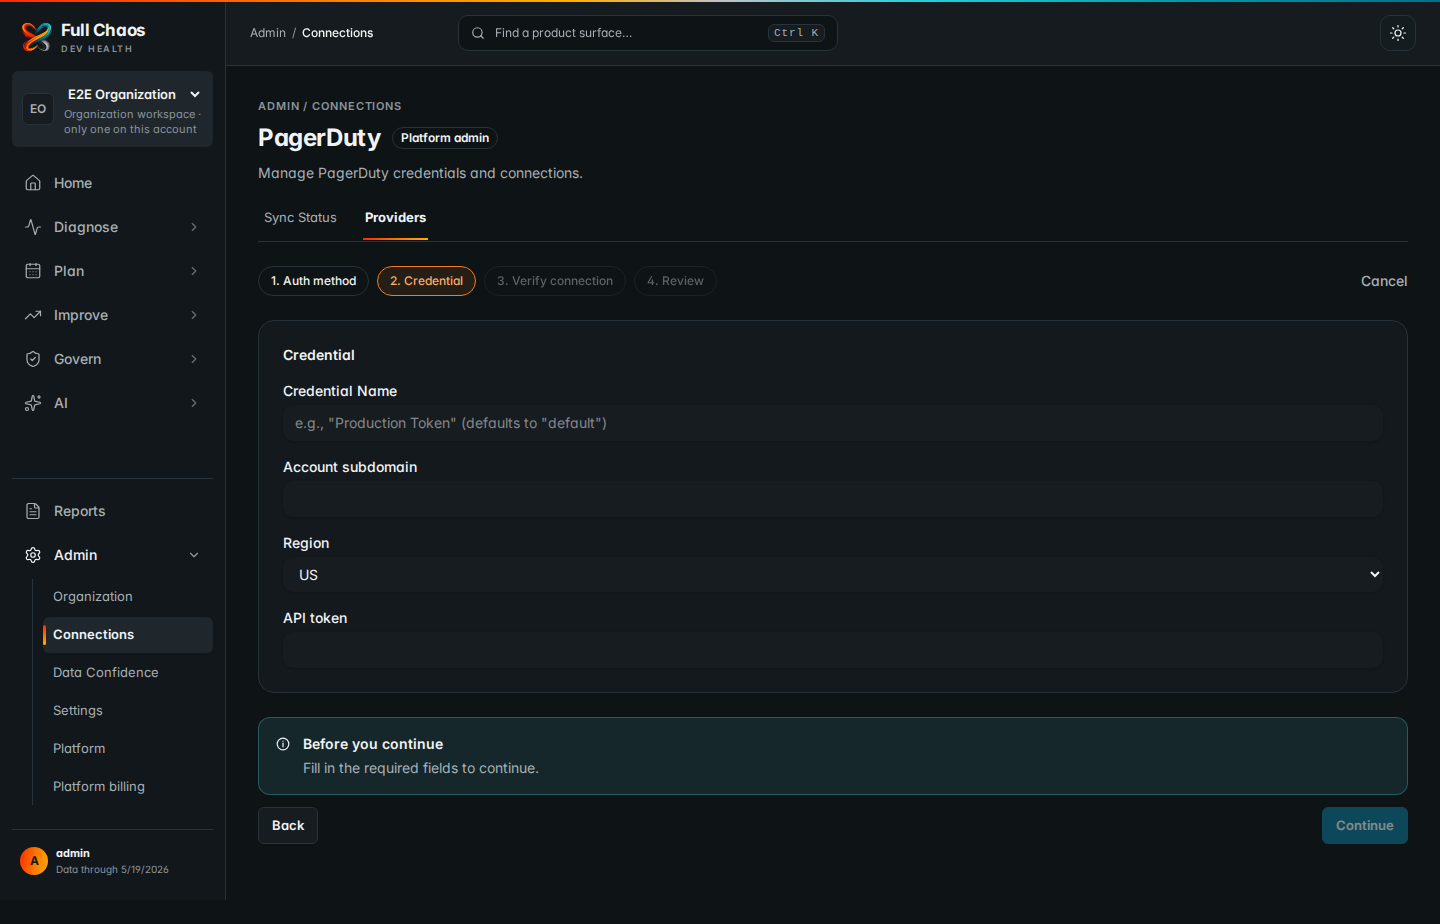 Full Chaos
DEV HEALTH
EO
E2E Organization
Organization workspace ·
only one on this account
Home
Diagnose
Plan
Improve
Govern
AI
Reports
Admin
Organization
Connections
Data Confidence
Settings
Platform
Platform billing
A
admin
Data through 5/19/2026
Admin / Connections
Find a product surface...
Ctrl K
ADMIN / CONNECTIONS
PagerDuty
Platform admin
Manage PagerDuty credentials and connections.
Sync Status
Providers
1. Auth method
2. Credential
3. Verify connection
4. Review
Cancel
Credential
Credential Name
e.g., "Production Token" (defaults to "default")
Account subdomain
Region
US
API token
Before you continue
Fill in the required fields to continue.
Back
Continue